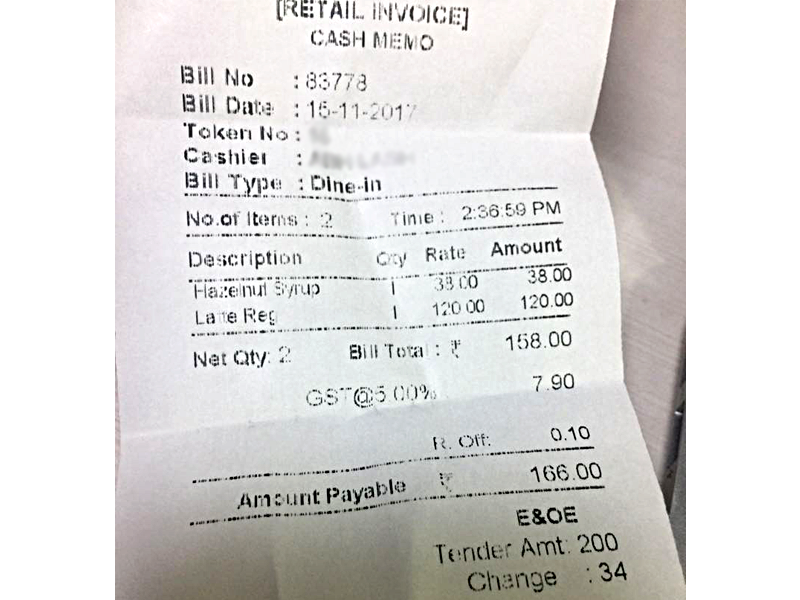 [RETAIL INVOICE]
CASH MEMO
Bill No : 83778
Bill Date : 15-11-2017
Token No :
Cashier :
Bill Type : Dine-in
No.of Items : 2 Time : 2:36:59 PM
Description Qty Rate Amount
Hazelnut Syrup 1 38.00 38.00
Latte Reg 1 120.00 120.00
Net Qty: 2 Bill Total : ₹ 158.00
GST@5.00% 7.90
R. Off: 0.10
Amount Payable ₹ 166.00
E&OE
Tender Amt: 200
Change : 34